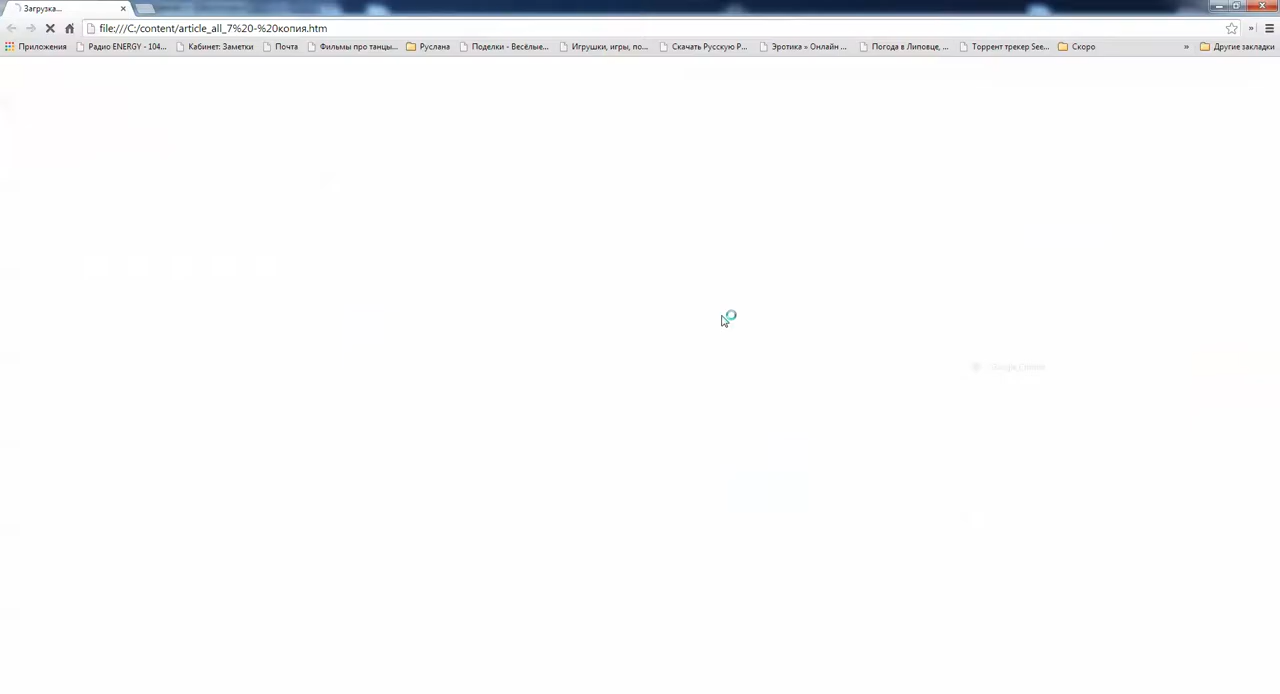 Загрузка...
file:///C:/content/article_all_7%20-%20копия.htm
Приложения Радио ENERGY - 104... Кабинет: Заметки Почта Фильмы про танцы... Руслана Поделки - Весёлые... Игрушки, игры, по... Скачать Русскую Р... Эротика » Онлайн ... Погода в Липовце, ... Торрент трекер See... Скоро » Другие закладки